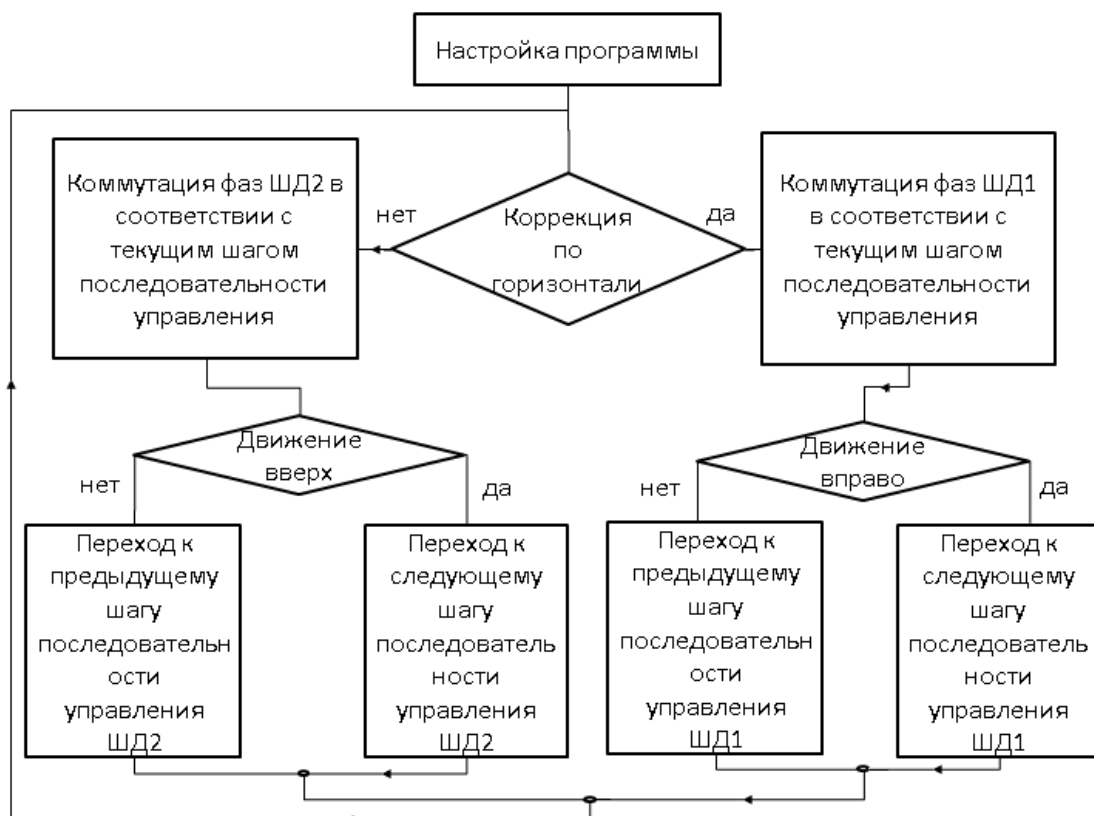 Настройка программы
Коммутация фаз ШД2 в
соответствии с
текущим шагом
последовательности
управления
нет
Коррекция
по
горизонтали
да
Коммутация фаз ШД1
в соответствии с
текущим шагом
последовательности
управления
Движение
вверх
нет
да
Движение
вправо
нет
да
Переход к
предыдущему
шагу
последовательн
ости
управления
ШД2
Переход к
следующему
шагу
последователь
ности
управления
ШД2
Переход к
предыдущему
шагу
последовательн
ости
управления
ШД1
Переход к
следующему
шагу
последователь
ности
управления
ШД1